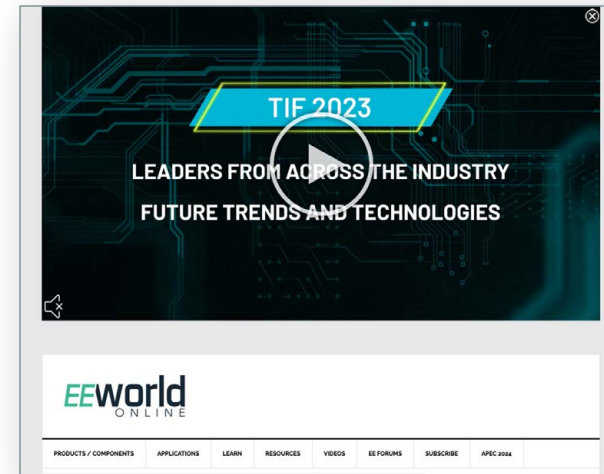 TIF 2023
LEADERS FROM ACROSS THE INDUSTRY
FUTURE TRENDS AND TECHNOLOGIES
EEWorld
ONLINE
PRODUCTS / COMPONENTS APPLICATIONS LEARN RESOURCES VIDEOS EE FORUMS SUBSCRIBE APEC 2024